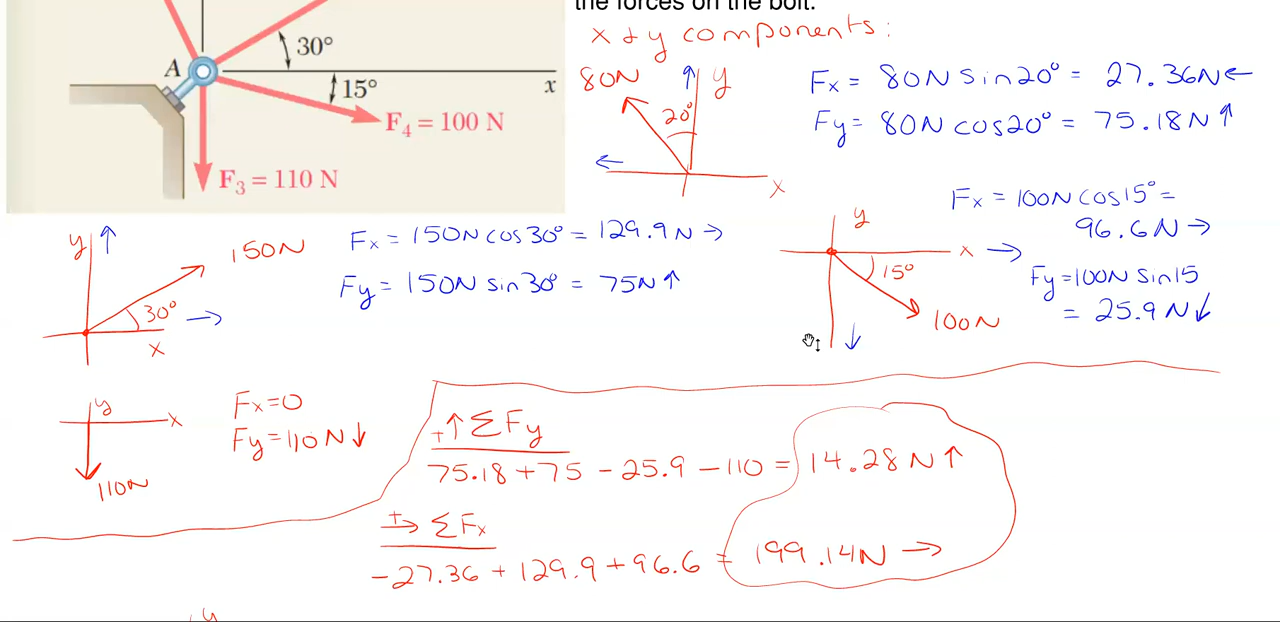 the forces on the bolt.
x & y components:
30°
A
15°
x
F₄ = 100 N
F₃ = 110 N
80N
y
20°
x
Fx = 80N sin20° = 27.36N ←
Fy = 80N cos20° = 75.18N ↑
y
150N
30°
x
Fx = 150N cos30° = 129.9N →
Fy = 150N sin30° = 75N ↑
y
x
15°
100N
Fx = 100N cos15° =
96.6N →
Fy = 100N sin15
= 25.9N ↓
y
x
110N
Fx = 0
Fy = 110N ↓
+↑ ΣFy
75.18 + 75 - 25.9 - 110 = 14.28N ↑
+→ ΣFx
-27.36 + 129.9 + 96.6 = 199.14N →